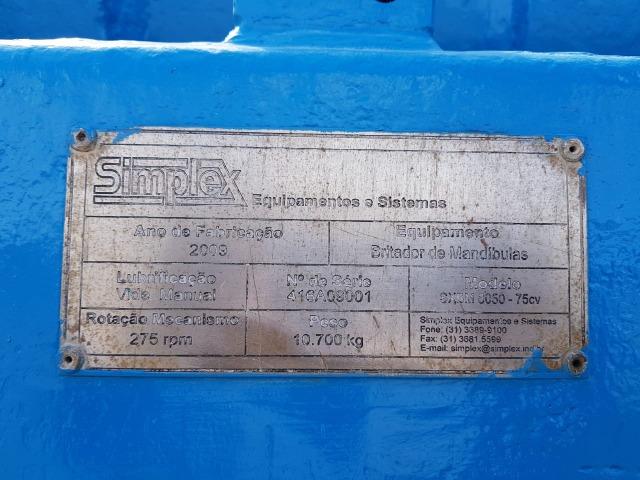 Simplex
Equipamentos e Sistemas
Ano de Fabricação
2009
Equipamento
Britador de Mandíbulas
Lubrificação
Vide Manual
Nº de Série
416A08001
Modelo
8050 - 75cv
Rotação Mecanismo
275 rpm
Peso
10.700 kg
Simplex Equipamentos e Sistemas
Fone: (31) 3389-9100
Fax: (31) 3681.5599
E-mail: simplex@simplex.ind.br